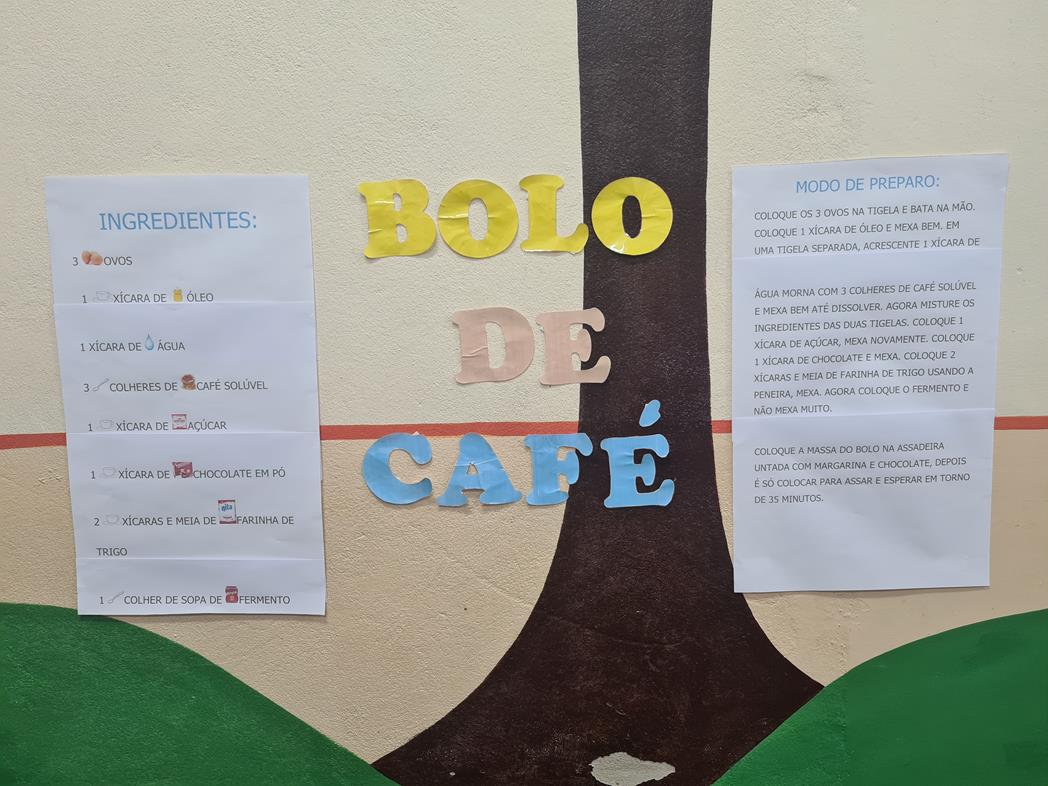 INGREDIENTES:
3 OVOS
1 XÍCARA DE ÓLEO
1 XÍCARA DE ÁGUA
3 COLHERES DE CAFÉ SOLÚVEL
1 XÍCARA DE AÇÚCAR
1 XÍCARA DE CHOCOLATE EM PÓ
2 XÍCARAS E MEIA DE FARINHA DE
TRIGO
1 COLHER DE SOPA DE FERMENTO
BOLO
DE
CAFÉ
MODO DE PREPARO:
COLOQUE OS 3 OVOS NA TIGELA E BATA NA MÃO.
COLOQUE 1 XÍCARA DE ÓLEO E MEXA BEM. EM
UMA TIGELA SEPARADA, ACRESCENTE 1 XÍCARA DE
ÁGUA MORNA COM 3 COLHERES DE CAFÉ SOLÚVEL
E MEXA BEM ATÉ DISSOLVER. AGORA MISTURE OS
INGREDIENTES DAS DUAS TIGELAS. COLOQUE 1
XÍCARA DE AÇÚCAR, MEXA NOVAMENTE. COLOQUE
1 XÍCARA DE CHOCOLATE E MEXA. COLOQUE 2
XÍCARAS E MEIA DE FARINHA DE TRIGO USANDO A
PENEIRA, MEXA. AGORA COLOQUE O FERMENTO E
NÃO MEXA MUITO.
COLOQUE A MASSA DO BOLO NA ASSADEIRA
UNTADA COM MARGARINA E CHOCOLATE, DEPOIS
É SÓ COLOCAR PARA ASSAR E ESPERAR EM TORNO
DE 35 MINUTOS.